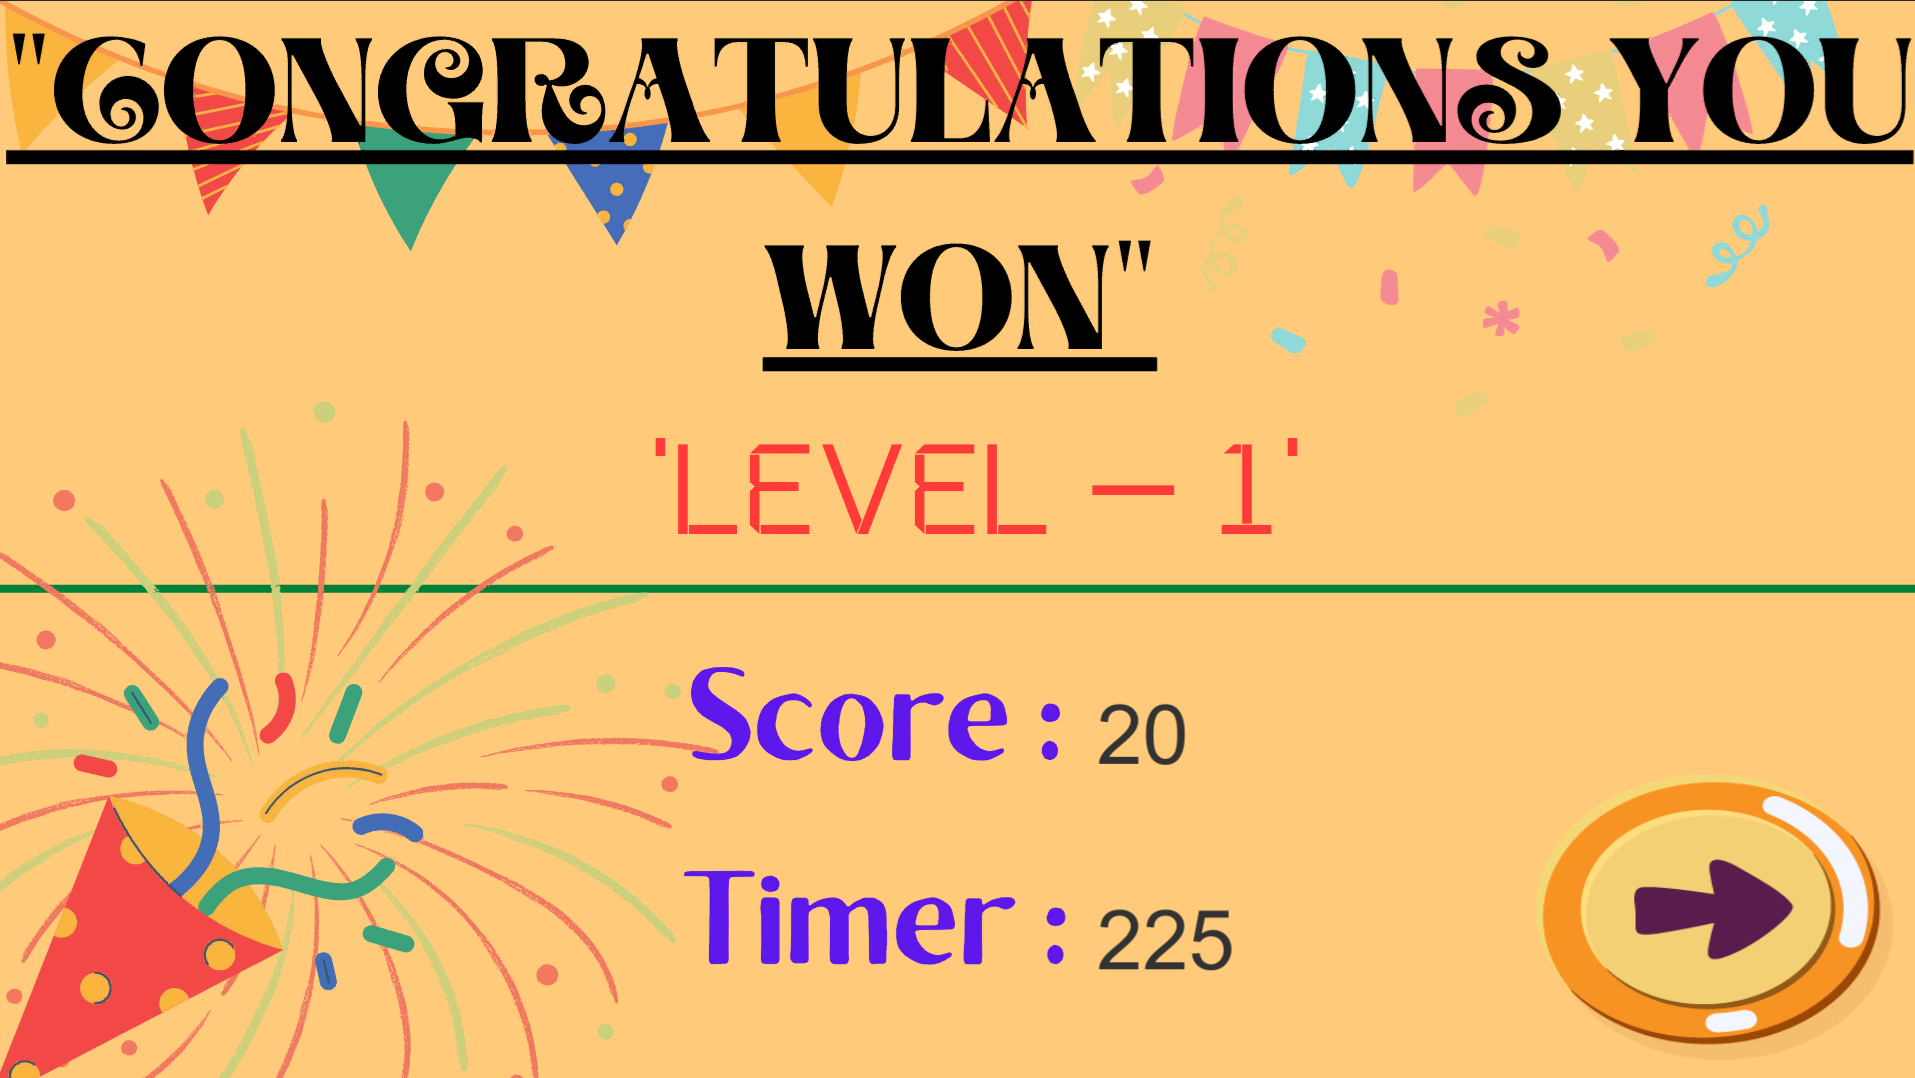 "CONGRATULATIONS YOU
WON"
'LEVEL – 1'
Score : 20
Timer : 225